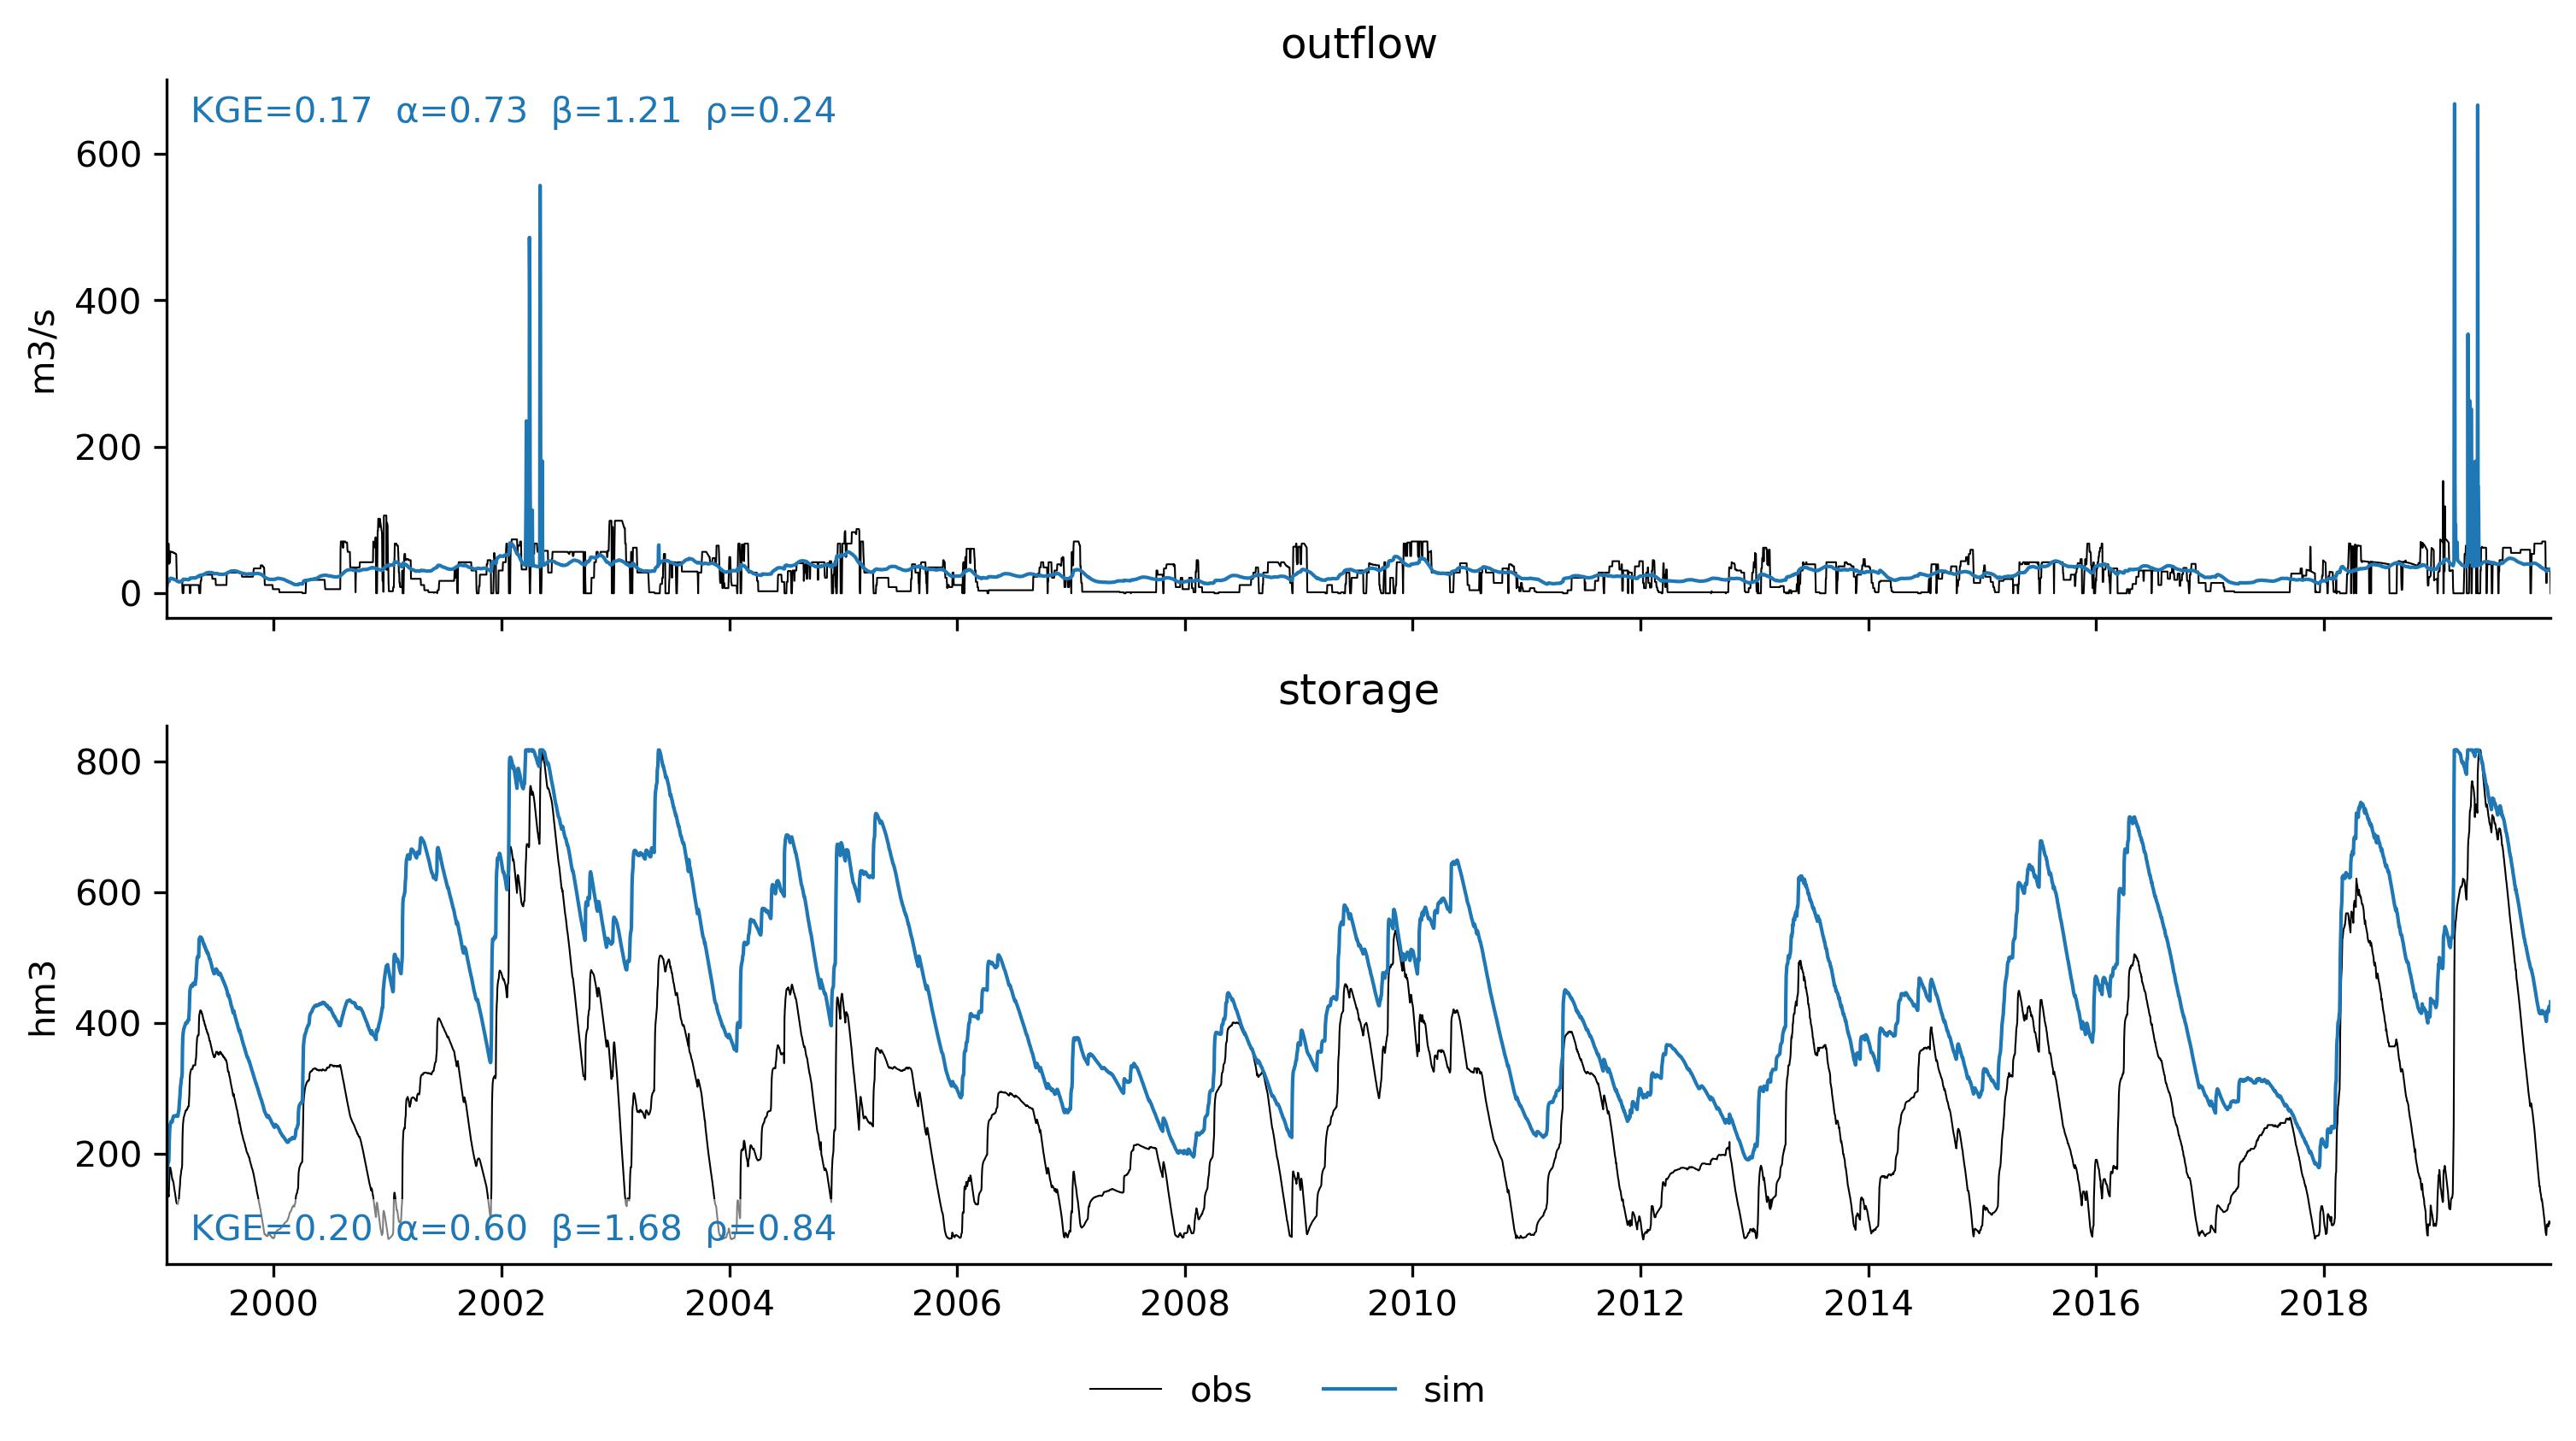 outflow
KGE=0.17 α=0.73 β=1.21 ρ=0.24
m3/s
600
400
200
0
storage
hm3
800
600
400
200
KGE=0.20 α=0.60 β=1.68 ρ=0.84
2000 2002 2004 2006 2008 2010 2012 2014 2016 2018
obs sim